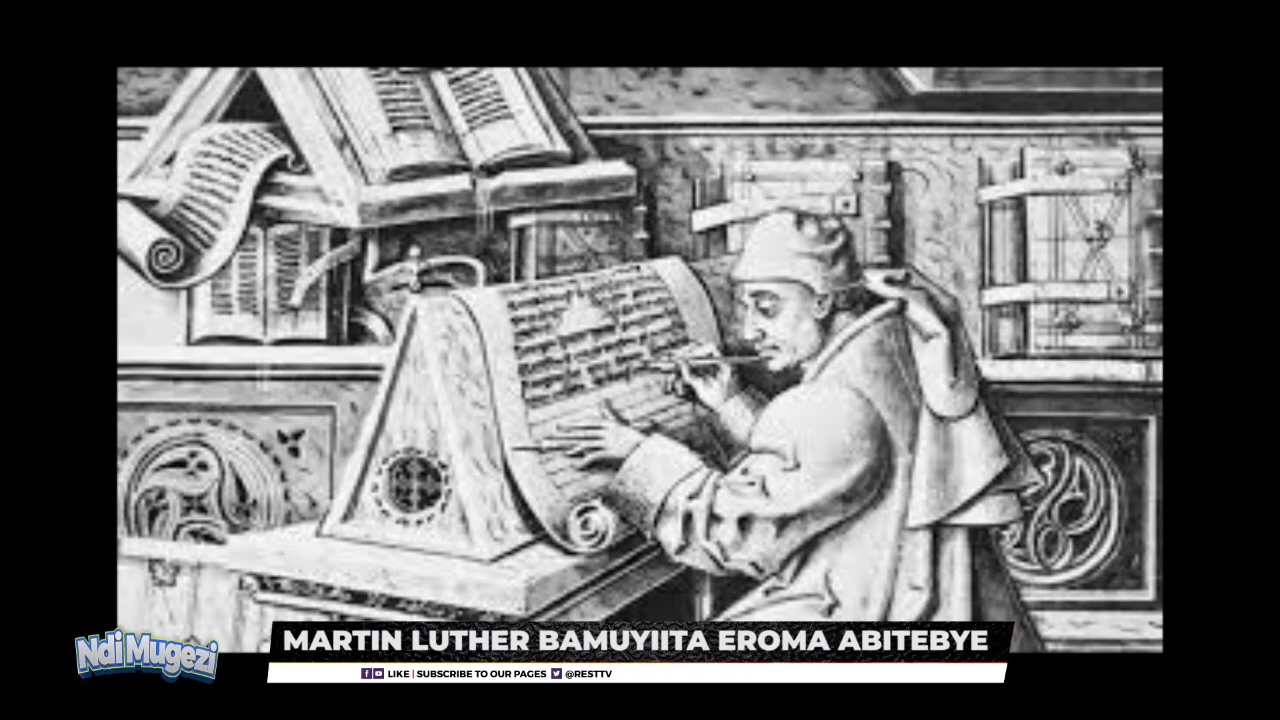 MARTIN LUTHER BAMUYIITA EROMA ABITEBYE
Ndi Mugezi
LIKE | SUBSCRIBE TO OUR PAGES @RESTTV